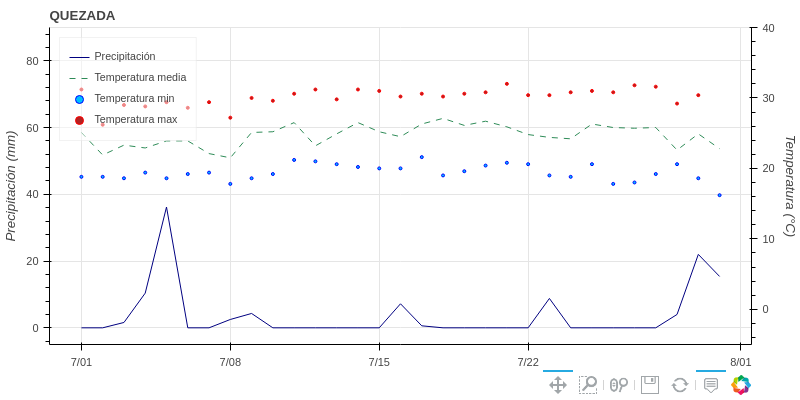 QUEZADA
Precipitación
Temperatura media
Temperatura min
Temperatura max
Precipitación (mm)
80
60
40
20
0
Temperatura (°C)
40
30
20
10
0
7/01
7/08
7/15
7/22
8/01